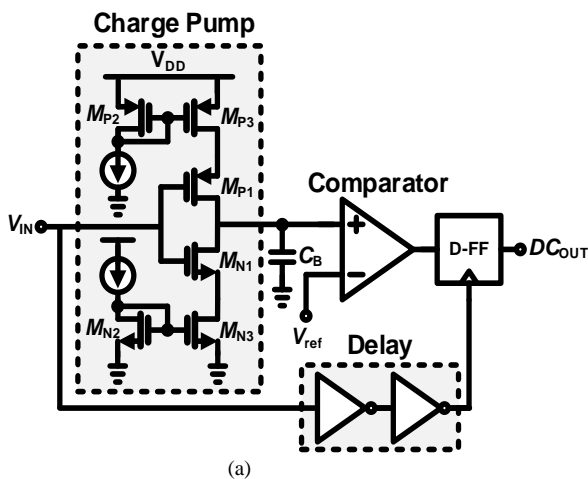 Charge Pump
VDD
MP2
MP3
MP1
Comparator
VIN
+
D-FF
DCOUT
CB
MN1
−
MN2
MN3
Vref
Delay
(a)